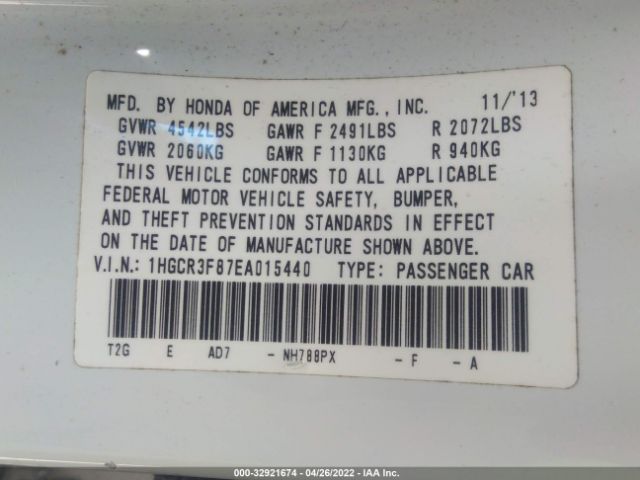 MFD. BY HONDA OF AMERICA MFG., INC. 11/'13
GVWR 4542LBS GAWR F 2491LBS R 2072LBS
GVWR 2060KG GAWR F 1130KG R 940KG
THIS VEHICLE CONFORMS TO ALL APPLICABLE
FEDERAL MOTOR VEHICLE SAFETY, BUMPER,
AND THEFT PREVENTION STANDARDS IN EFFECT
ON THE DATE OF MANUFACTURE SHOWN ABOVE.
V.I.N.: 1HGCR3F87EA015440 TYPE: PASSENGER CAR
T2G E AD7 - NH788PX - F - A
000-32921674 - 04/26/2022 - IAA -